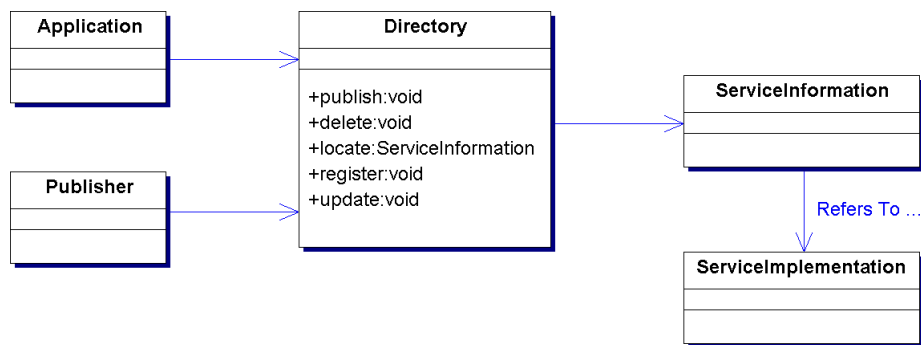 Application
Directory
+publish:void
+delete:void
+locate:ServiceInformation
+register:void
+update:void
Publisher
ServiceInformation
Refers To ...
ServiceImplementation